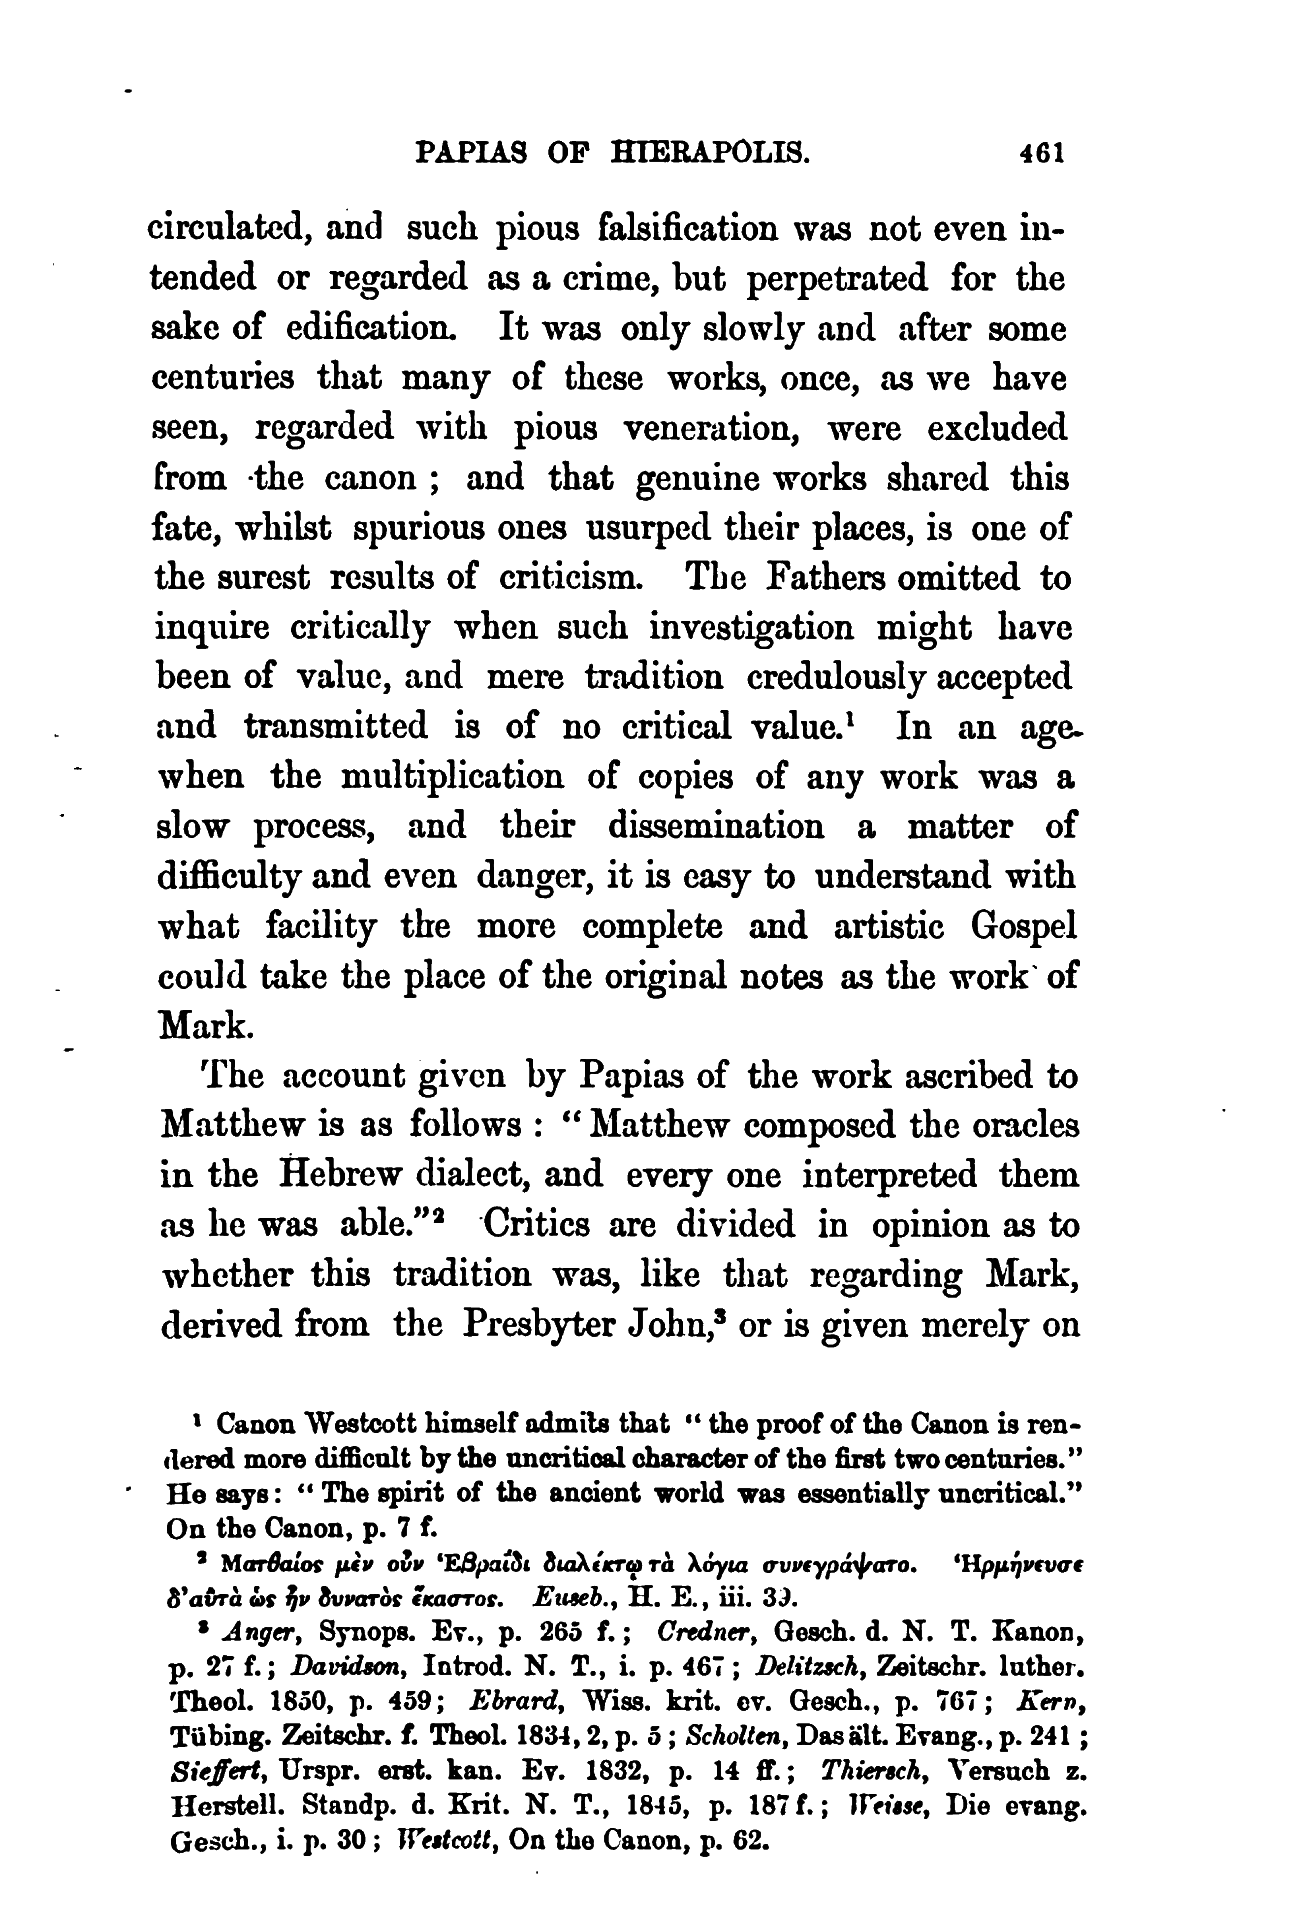 PAPIAS OF HIERAPOLIS. 461
circulated, and such pious falsification was not even in-
tended or regarded as a crime, but perpetrated for the
sake of edification. It was only slowly and after some
centuries that many of these works, once, as we have
seen, regarded with pious veneration, were excluded
from the canon ; and that genuine works shared this
fate, whilst spurious ones usurped their places, is one of
the surest results of criticism. The Fathers omitted to
inquire critically when such investigation might have
been of value, and mere tradition credulously accepted
and transmitted is of no critical value.¹ In an age
when the multiplication of copies of any work was a
slow process, and their dissemination a matter of
difficulty and even danger, it is easy to understand with
what facility the more complete and artistic Gospel
could take the place of the original notes as the work of
Mark.
The account given by Papias of the work ascribed to
Matthew is as follows : “ Matthew composed the oracles
in the Hebrew dialect, and every one interpreted them
as he was able.”² Critics are divided in opinion as to
whether this tradition was, like that regarding Mark,
derived from the Presbyter John,³ or is given merely on
¹ Canon Westcott himself admits that “ the proof of the Canon is ren-
dered more difficult by the uncritical character of the first two centuries.”
He says : “ The spirit of the ancient world was essentially uncritical.”
On the Canon, p. 7 f.
² Ματθαῖος μὲν οὖν Ἑβραΐδι διαλέκτῳ τὰ λόγια συνεγράψατο. Ἡρμήνευσε
δ’αὐτὰ ὡς ἦν δυνατὸς ἕκαστος. Euseb., H. E., iii. 39.
³ Anger, Synops. Ev., p. 265 f. ; Credner, Gesch. d. N. T. Kanon,
p. 27 f. ; Davidson, Introd. N. T., i. p. 467 ; Delitzsch, Zeitschr. luther.
Theol. 1850, p. 459 ; Ebrard, Wiss. krit. ev. Gesch., p. 767 ; Kern,
Tübing. Zeitschr. f. Theol. 1834, 2, p. 5 ; Scholten, Das ält. Evang., p. 241 ;
Sieffert, Urspr. erst. kan. Ev. 1832, p. 14 ff. ; Thiersch, Versuch z.
Herstell. Standp. d. Krit. N. T., 1845, p. 187 f. ; Weisse, Die evang.
Gesch., i. p. 30 ; Westcott, On the Canon, p. 62.